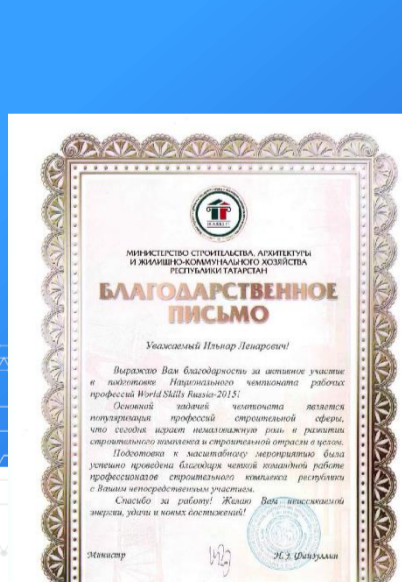 МИНИСТЕРСТВО СТРОИТЕЛЬСТВА, АРХИТЕКТУРЫ
И ЖИЛИЩНО-КОММУНАЛЬНОГО ХОЗЯЙСТВА
РЕСПУБЛИКИ ТАТАРСТАН
БЛАГОДАРСТВЕННОЕ
ПИСЬМО
Уважаемый Ильнар Ленарович!
Выражаю Вам благодарность за активное участие
в подготовке Национального чемпионата рабочих
профессий World Skills Russia-2015!
Основной задачей чемпионата является
популяризация профессий строительной сферы,
что сегодня играет немаловажную роль в развитии
строительного комплекса и строительной отрасли в целом.
Подготовка к масштабному мероприятию была
успешно проведена благодаря четкой командной работе
профессионалов строительного комплекса республики
с Вашим непосредственным участием.
Спасибо за работу! Желаю Вам неиссякаемой
энергии, удачи и новых достижений!
Министр
Файзуллин